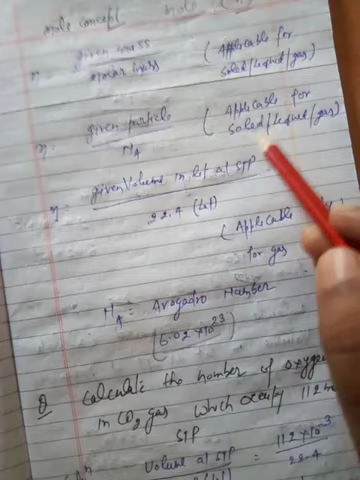 mole concept mole (n)
n = given mass / molar mass (Applicable for solid/liquid/gas)
n = given particle / NA (Applicable for solid/liquid/gas)
n = given Volume in lit at STP / 22.4 (lit)
(Applicable
for gas
NA = Avogadro Number
(6.02 × 10^23)
Q Calculate the number of oxygen
in CO2 gas which occupy 112 m
STP
Volume at STP = 112 × 10^-3 / 22.4